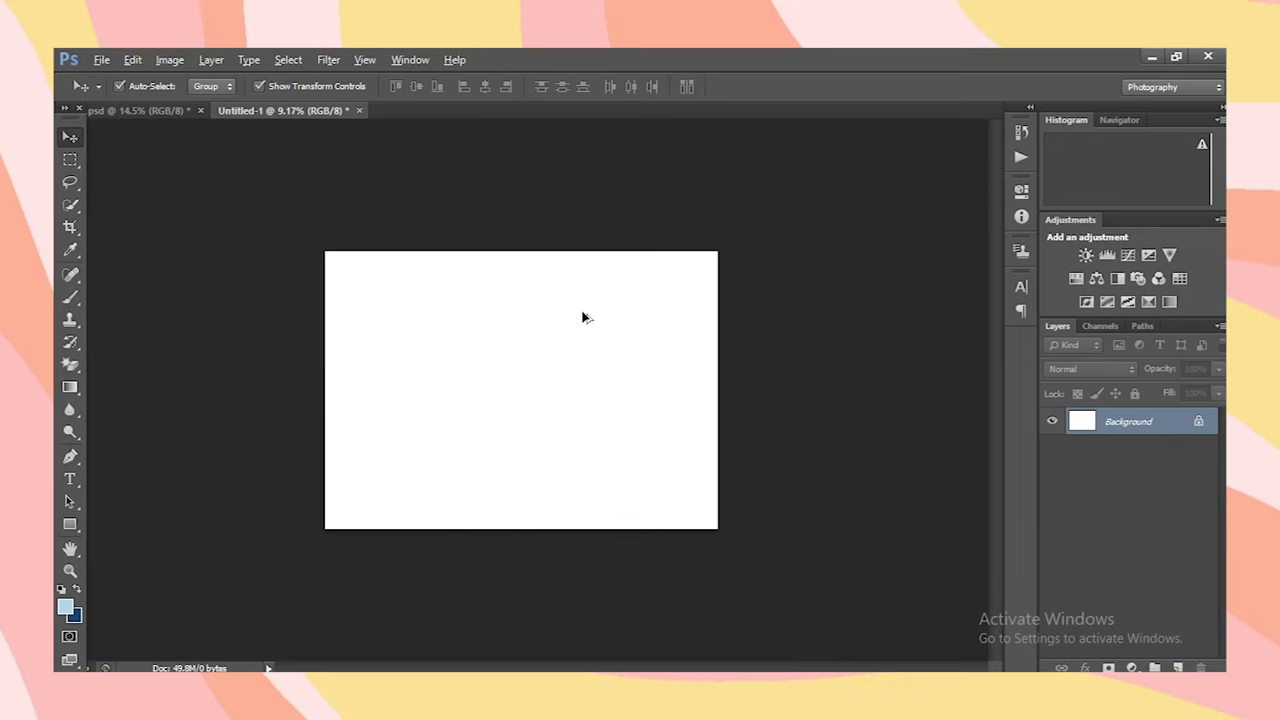 Ps File Edit Image Layer Type Select Filter View Window Help
Auto-Select: Group Show Transform Controls Photography
psd @ 14.5% (RGB/8) * × Untitled-1 @ 9.17% (RGB/8) * ×
Histogram Navigator
Adjustments
Add an adjustment
Layers Channels Paths
Kind
Normal Opacity: 100%
Lock: Fill: 100%
Background
Activate Windows
Go to Settings to activate Windows.
Doc: 49.8M/0 bytes